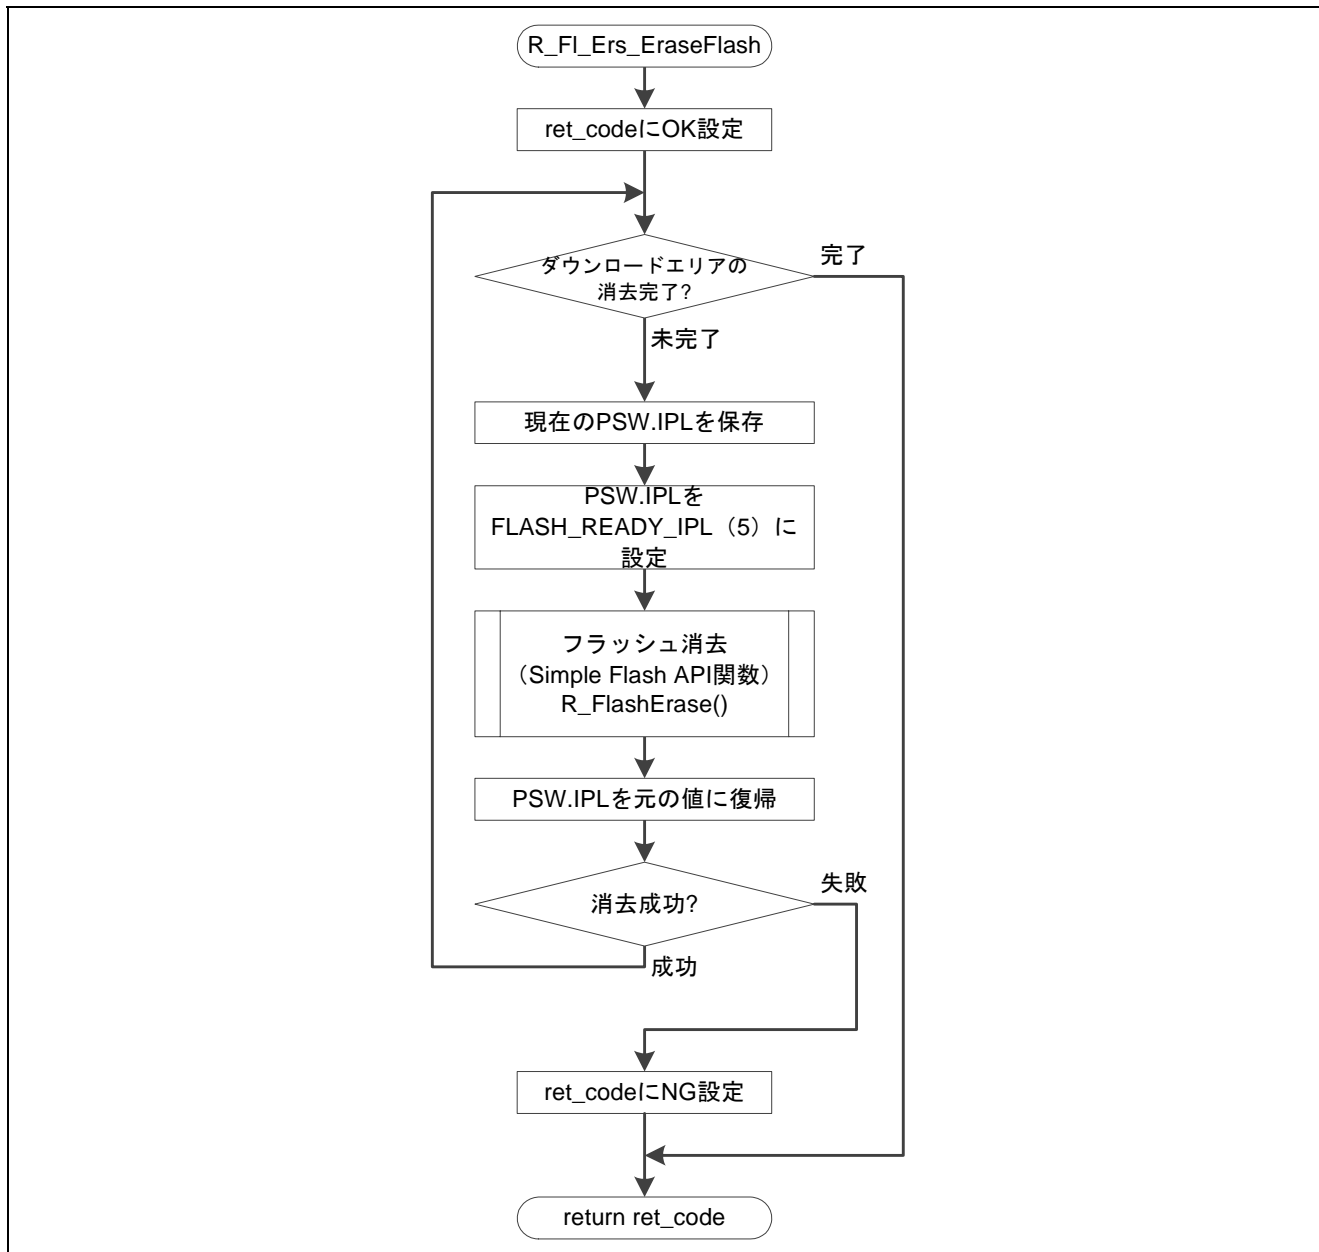 R_Fl_Ers_EraseFlash
ret_codeにOK設定
ダウンロードエリアの
消去完了?
完了
未完了
現在のPSW.IPLを保存
PSW.IPLを
FLASH_READY_IPL（5）に
設定
フラッシュ消去
（Simple Flash API関数）
R_FlashErase()
PSW.IPLを元の値に復帰
消去成功?
失敗
成功
ret_codeにNG設定
return ret_code